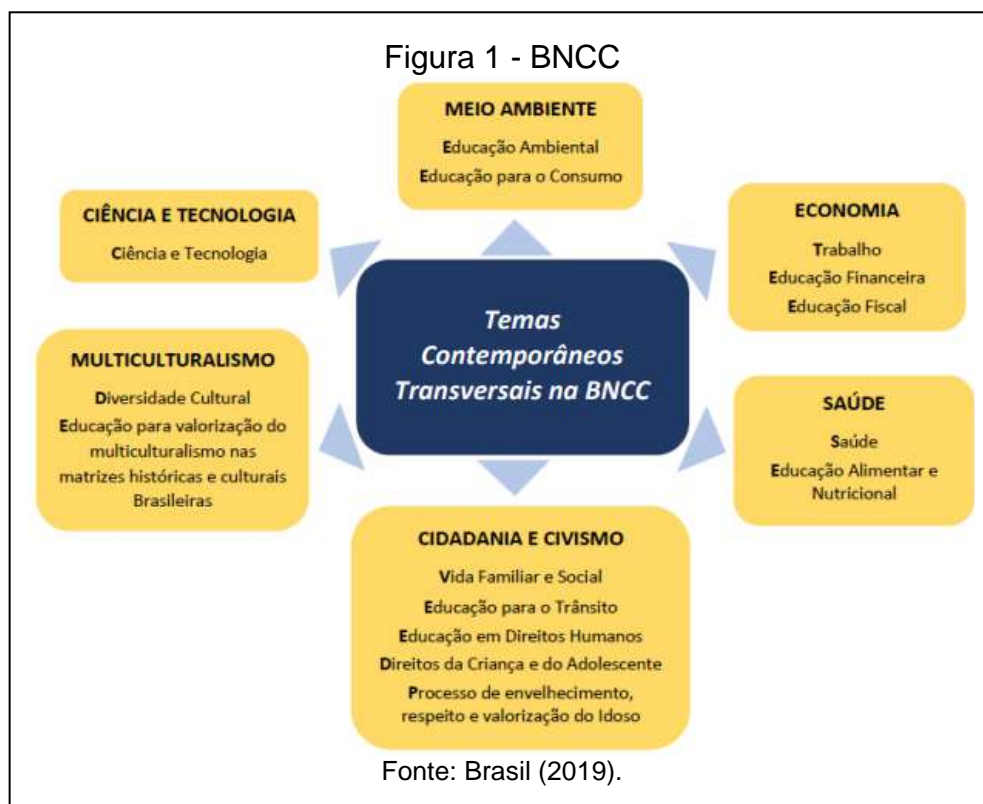 Figura 1 - BNCC
MEIO AMBIENTE
Educação Ambiental
Educação para o Consumo
CIÊNCIA E TECNOLOGIA
Ciência e Tecnologia
ECONOMIA
Trabalho
Educação Financeira
Educação Fiscal
Temas
Contemporâneos
Transversais na BNCC
MULTICULTURALISMO
Diversidade Cultural
Educação para valorização do
multiculturalismo nas
matrizes históricas e culturais
Brasileiras
SAÚDE
Saúde
Educação Alimentar e
Nutricional
CIDADANIA E CIVISMO
Vida Familiar e Social
Educação para o Trânsito
Educação em Direitos Humanos
Direitos da Criança e do Adolescente
Processo de envelhecimento,
respeito e valorização do Idoso
Fonte: Brasil (2019).